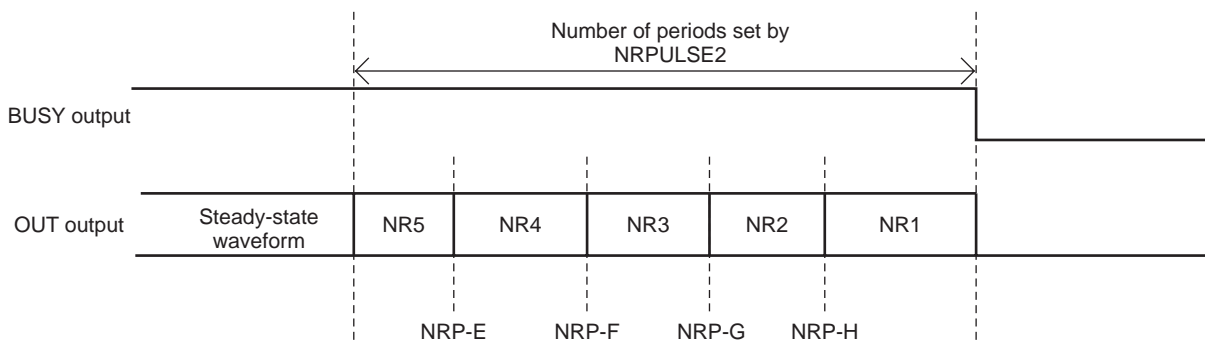 Number of periods set by
NRPULSE2
BUSY output
OUT output
Steady-state
waveform
NR5
NR4
NR3
NR2
NR1
NRP-E
NRP-F
NRP-G
NRP-H